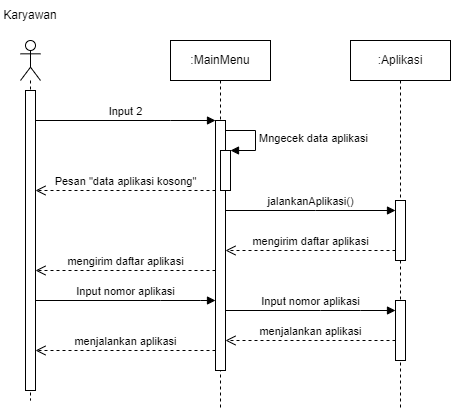 Karyawan
:MainMenu
:Aplikasi
Input 2
Mngecek data aplikasi
Pesan "data aplikasi kosong"
jalankanAplikasi()
mengirim daftar aplikasi
mengirim daftar aplikasi
Input nomor aplikasi
Input nomor aplikasi
menjalankan aplikasi
menjalankan aplikasi